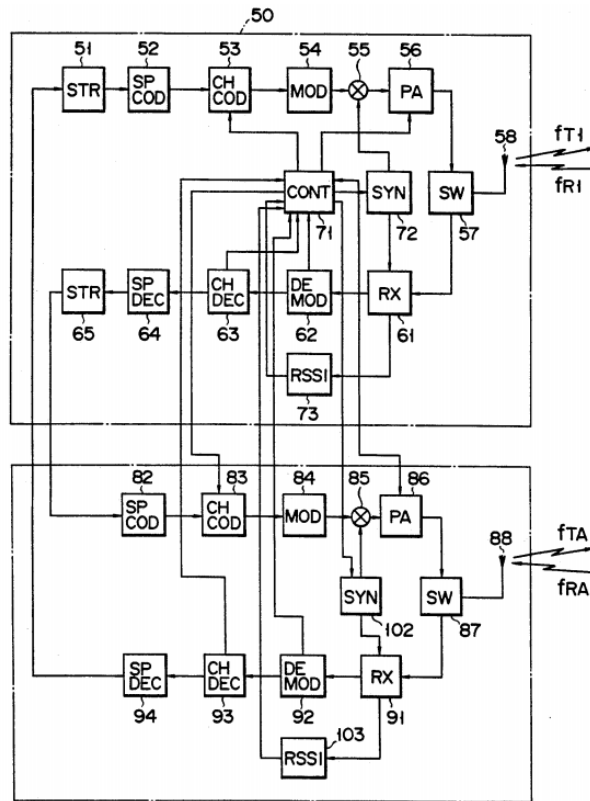 50
51 52 53 54 55 56
STR SP COD CH COD MOD PA
58
fT1
fR1
CONT SYN SW
71 72 57
STR SP DEC CH DEC DE MOD RX
65 64 63 62 61
RSSI
73
82 83 84 85 86
SP COD CH COD MOD PA
88
fTA
fRA
SYN SW
102 87
SP DEC CH DEC DE MOD RX
94 93 92 91
103
RSSI